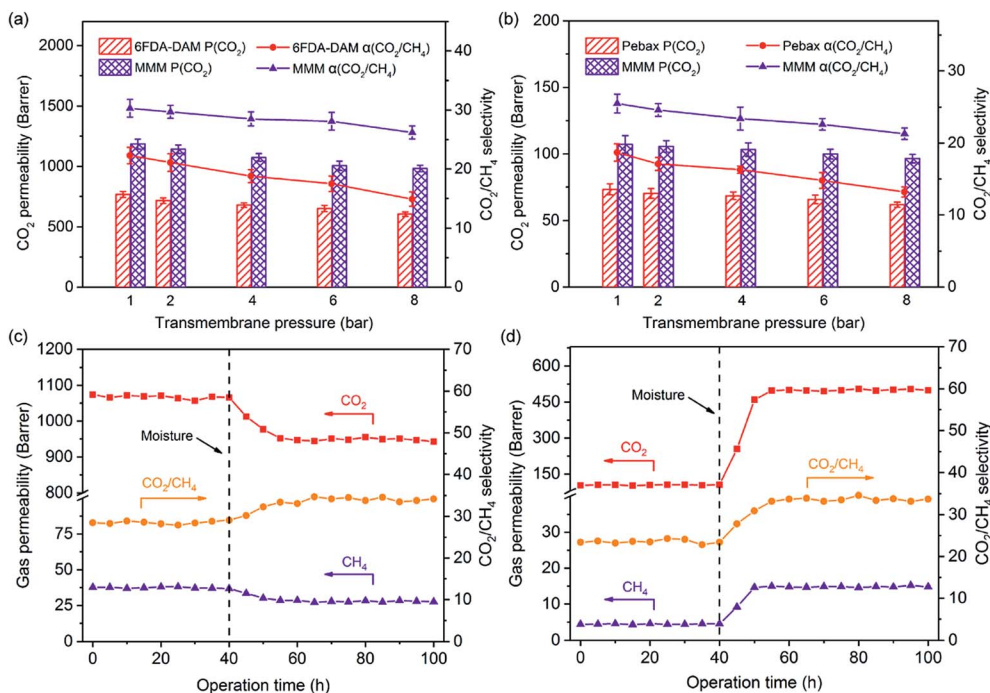 (a)
2000
1500
1000
500
0
CO₂ permeability (Barrer)
6FDA-DAM P(CO₂)
MMM P(CO₂)
6FDA-DAM α(CO₂/CH₄)
MMM α(CO₂/CH₄)
40
30
20
10
0
CO₂/CH₄ selectivity
1 2 4 6 8
Transmembrane pressure (bar)
(b)
200
150
100
50
0
CO₂ permeability (Barrer)
Pebax P(CO₂)
MMM P(CO₂)
Pebax α(CO₂/CH₄)
MMM α(CO₂/CH₄)
30
20
10
0
CO₂/CH₄ selectivity
1 2 4 6 8
Transmembrane pressure (bar)
(c)
1200
1100
1000
950
800
75
50
25
0
Gas permeability (Barrer)
CO₂
Moisture
CO₂/CH₄
CH₄
70
60
50
40
30
20
10
0
CO₂/CH₄ selectivity
0 20 40 60 80 100
Operation time (h)
(d)
600
450
300
150
30
20
15
10
5
0
Gas permeability (Barrer)
Moisture
CO₂
CO₂/CH₄
CH₄
70
60
50
40
30
20
10
0
CO₂/CH₄ selectivity
0 20 40 60 80 100
Operation time (h)